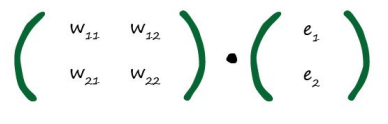 ( w₁₁ w₁₂ ) • ( e₁ )
( w₂₁ w₂₂ ) ( e₂ )